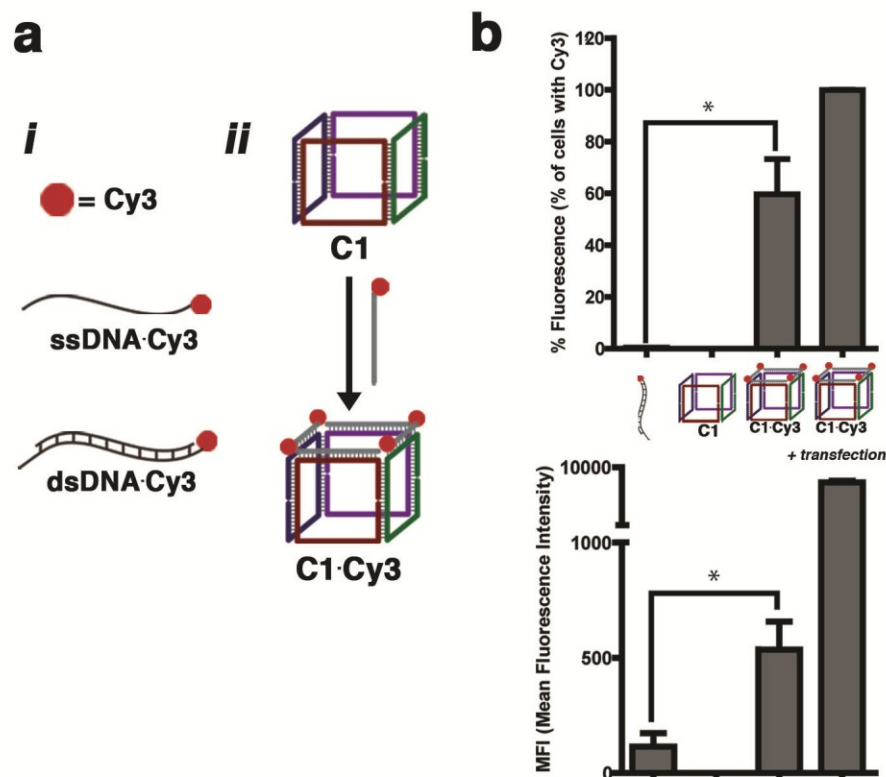 a
i
ii
= Cy3
ssDNA·Cy3
dsDNA·Cy3
C1
C1·Cy3
b
% Fluorescence (% of cells with Cy3)
120
100
80
60
40
20
0
*
C1
C1·Cy3
C1·Cy3
+ transfection
MFI (Mean Fluorescence Intensity)
10000
1000
500
0
*